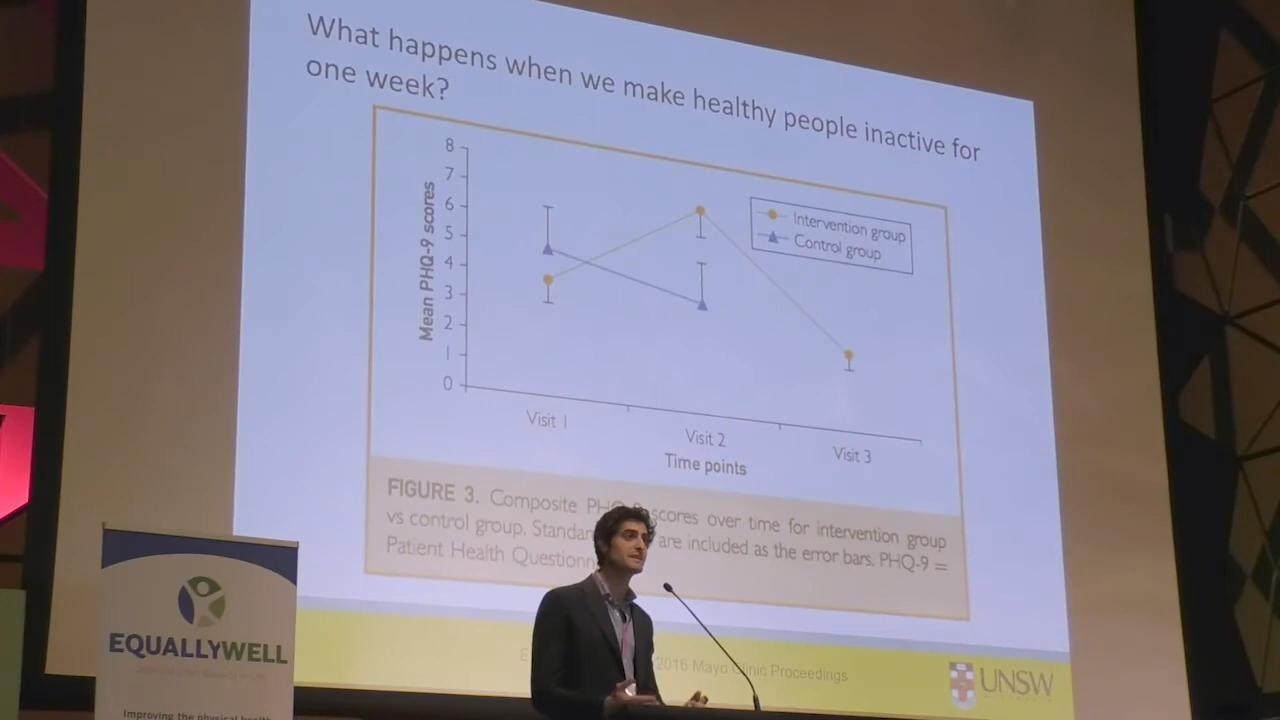 What happens when we make healthy people inactive for
one week?
8
7
6
5
4
3
2
1
0
Mean PHQ-9 scores
Intervention group
Control group
Visit 1
Visit 2
Visit 3
Time points
FIGURE 3. Composite PHQ-9 scores over time for intervention group
vs control group. Standar are included as the error bars. PHQ-9 =
Patient Health Questionn
2016 Mayo Clinic Proceedings
UNSW
EQUALLYWELL
Improving the physical health